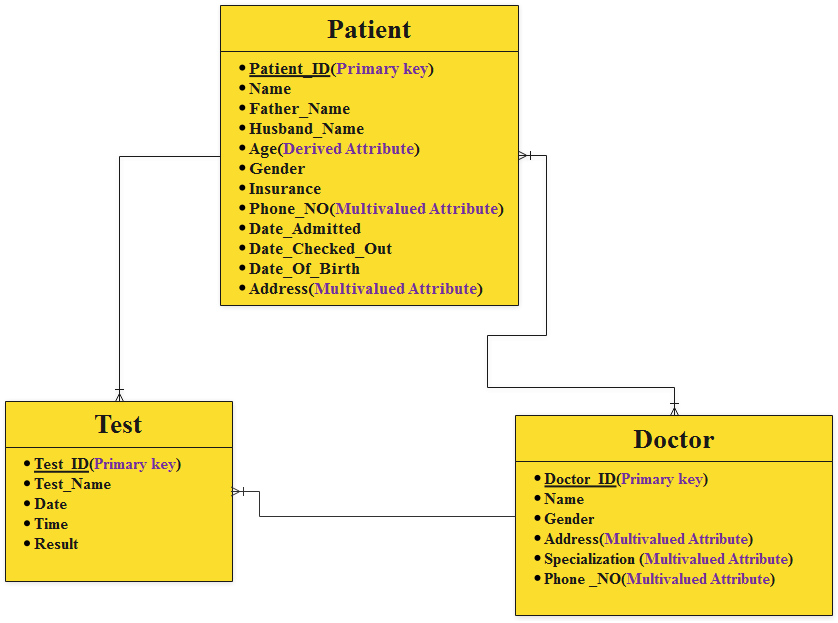 Patient
• Patient_ID(Primary key)
• Name
• Father_Name
• Husband_Name
• Age(Derived Attribute)
• Gender
• Insurance
• Phone_NO(Multivalued Attribute)
• Date_Admitted
• Date_Checked_Out
• Date_Of_Birth
• Address(Multivalued Attribute)
Test
• Test_ID(Primary key)
• Test_Name
• Date
• Time
• Result
Doctor
• Doctor_ID(Primary key)
• Name
• Gender
• Address(Multivalued Attribute)
• Specialization (Multivalued Attribute)
• Phone _NO(Multivalued Attribute)